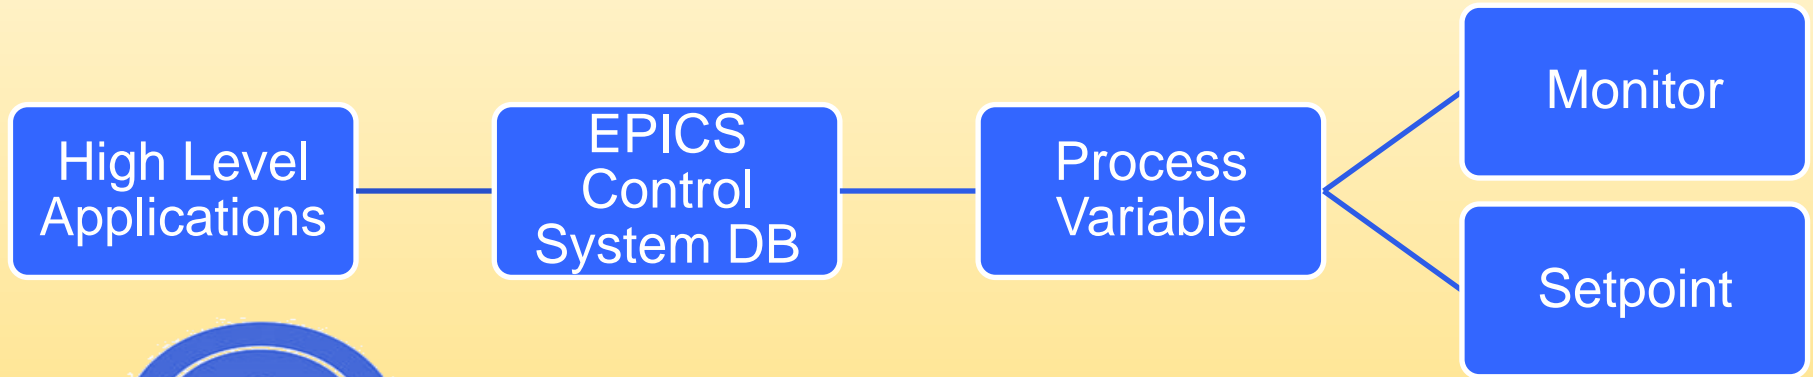 High Level
Applications
EPICS
Control
System DB
Process
Variable
Monitor
Setpoint